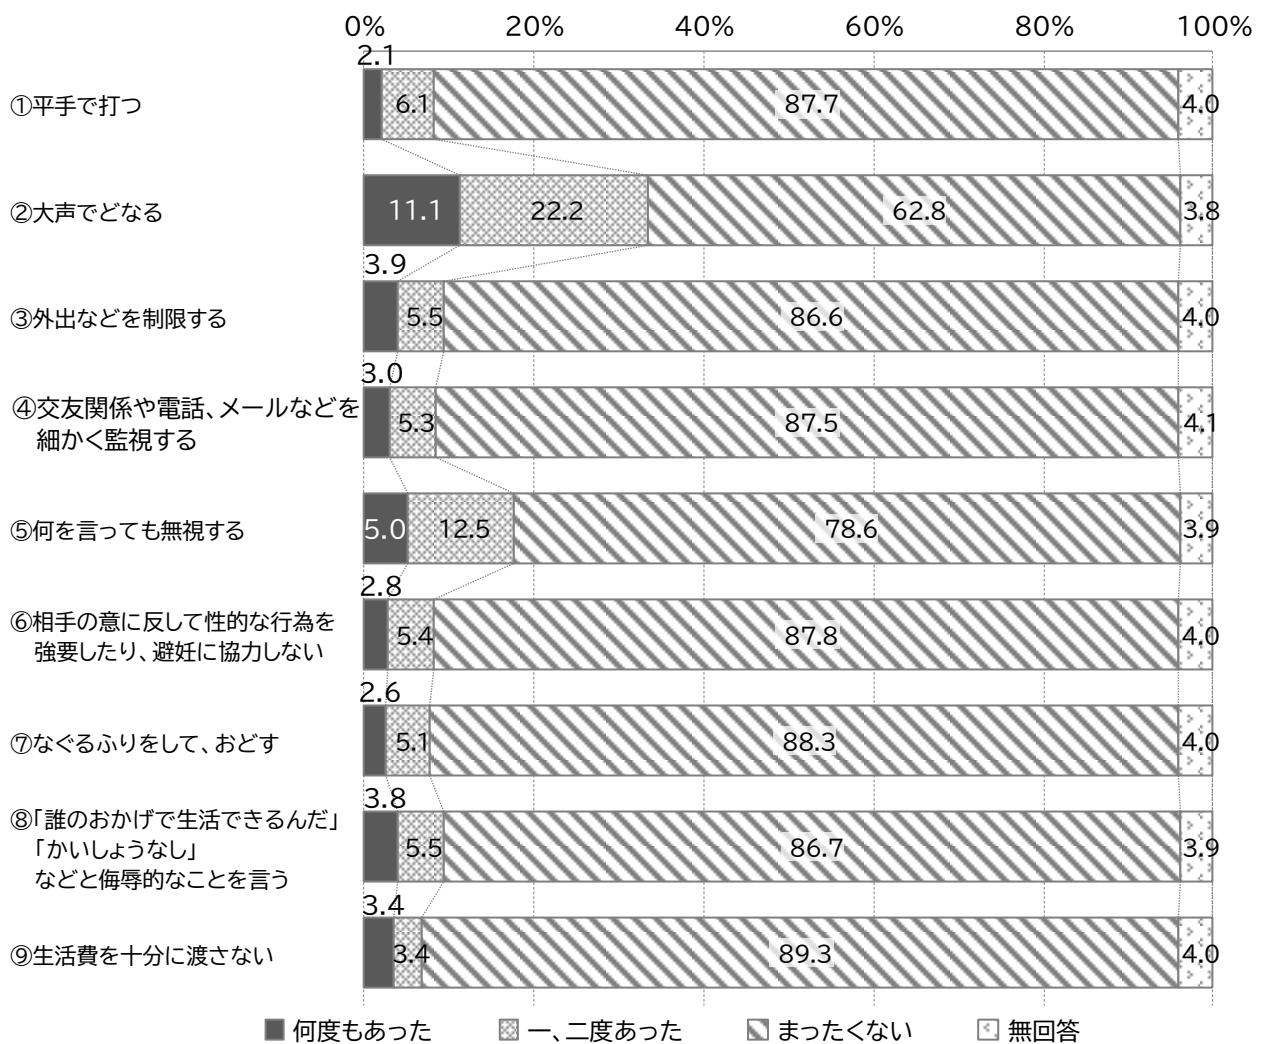 0% 20% 40% 60% 80% 100%
2.1
①平手で打つ 6.1 87.7 4.0
②大声でどなる 11.1 22.2 62.8 3.8
3.9
③外出などを制限する 5.5 86.6 4.0
3.0
④交友関係や電話、メールなどを
細かく監視する
5.3 87.5 4.1
⑤何を言っても無視する 5.0 12.5 78.6 3.9
2.8
⑥相手の意に反して性的な行為を
強要したり、避妊に協力しない
5.4 87.8 4.0
2.6
⑦なぐるふりをして、おどす 5.1 88.3 4.0
3.8
⑧「誰のおかげで生活できるんだ」
「かいしょうなし」
などと侮辱的なことを言う
5.5 86.7 3.9
3.4
⑨生活費を十分に渡さない 3.4 89.3 4.0
何度もあった 一、二度あった まったくない 無回答